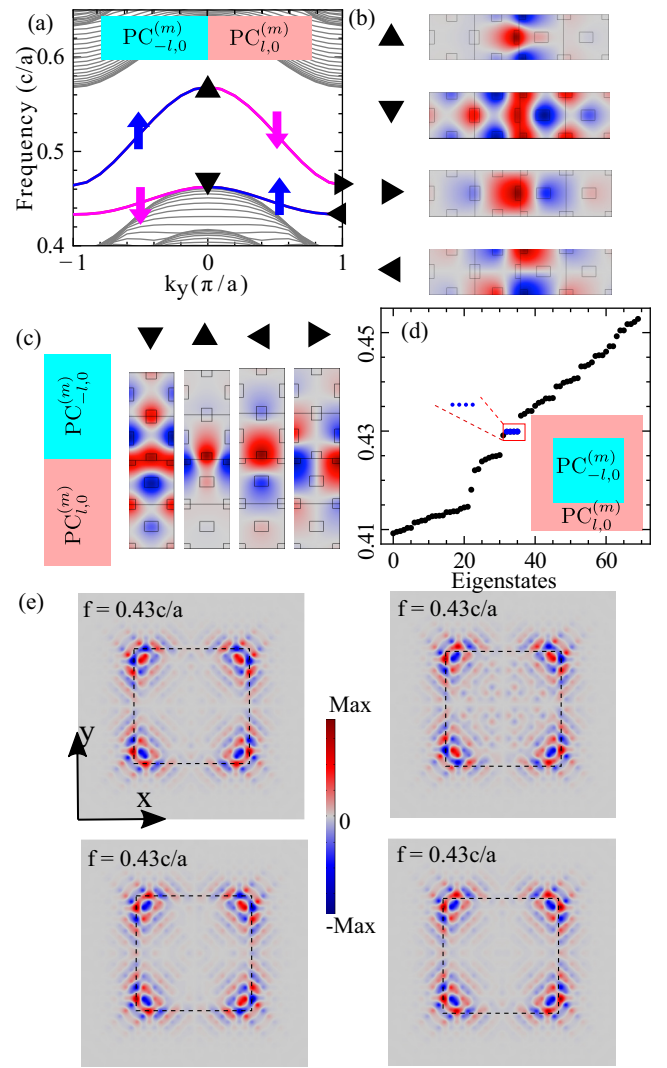 (a)
PC(m)-l,0
PC(m)l,0
Frequency (c/a)
0.6
0.5
0.4
−1
0
1
ky(π/a)
(b)
(c)
PC(m)-l,0
PC(m)l,0
(d)
0.45
0.43
0.41
0
20
40
60
Eigenstates
PC(m)-l,0
PC(m)l,0
(e)
f = 0.43c/a
f = 0.43c/a
y
x
Max
0
-Max
f = 0.43c/a
f = 0.43c/a